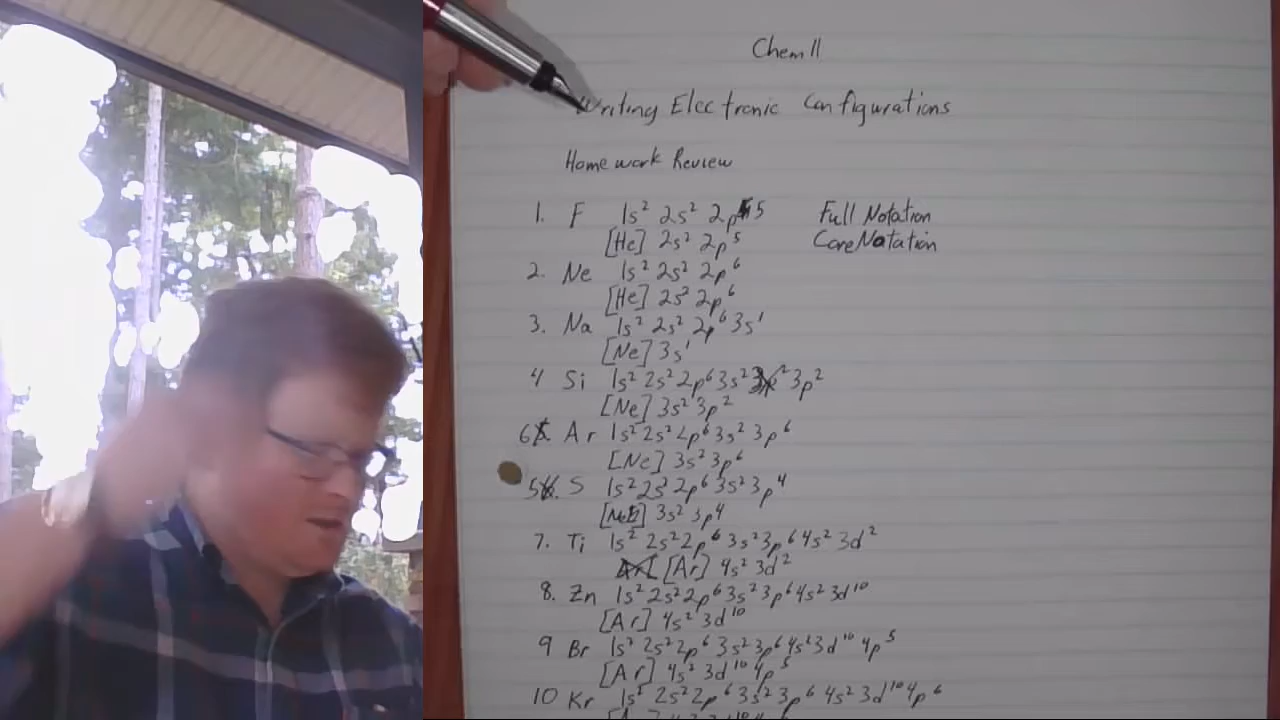 Chem 11
Writing Electronic Configurations
Homework Review
1. F 1s² 2s² 2p 5 Full Notation
[He] 2s² 2p⁵ Core Notation
2. Ne 1s² 2s² 2p⁶
[He] 2s² 2p⁶
3. Na 1s² 2s² 2p⁶ 3s¹
[Ne] 3s¹
4 Si 1s² 2s² 2p⁶ 3s² 3p²
[Ne] 3s² 3p²
6. Ar 1s² 2s² 2p⁶ 3s² 3p⁶
[Ne] 3s² 3p⁶
5. S 1s² 2s² 2p⁶ 3s² 3p⁴
[Ne] 3s² 3p⁴
7. Ti 1s² 2s² 2p⁶ 3s² 3p⁶ 4s² 3d²
[Ar] 4s² 3d²
8. Zn 1s² 2s² 2p⁶ 3s² 3p⁶ 4s² 3d¹⁰
[Ar] 4s² 3d¹⁰
9 Br 1s² 2s² 2p⁶ 3s² 3p⁶ 4s² 3d¹⁰ 4p⁵
[Ar] 4s² 3d¹⁰ 4p⁵
10 Kr 1s² 2s² 2p⁶ 3s² 3p⁶ 4s² 3d¹⁰ 4p⁶